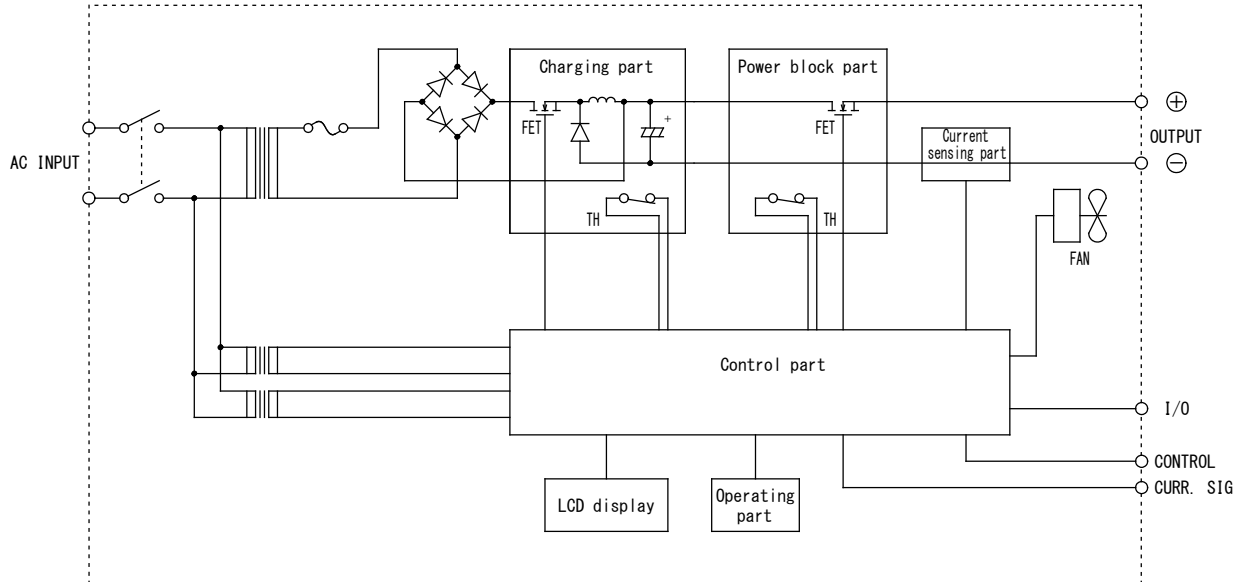 Charging part
Power block part
FET
+
FET
Current
sensing part
⊕
OUTPUT
⊖
AC INPUT
TH
TH
FAN
Control part
I/O
CONTROL
CURR. SIG
LCD display
Operating
part